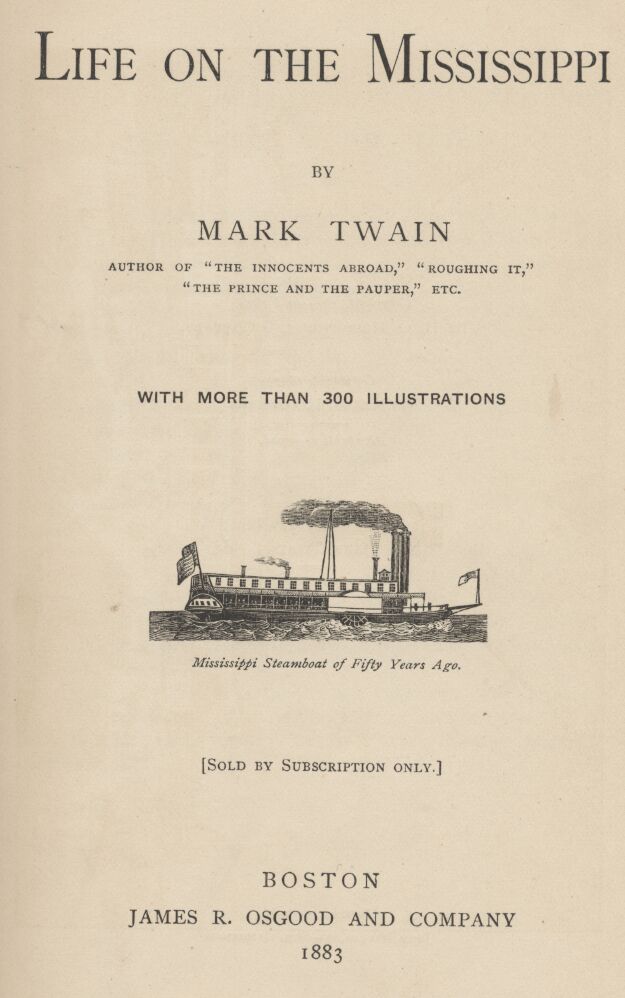 LIFE ON THE MISSISSIPPI
BY
MARK TWAIN
AUTHOR OF “THE INNOCENTS ABROAD,” “ROUGHING IT,”
“THE PRINCE AND THE PAUPER,” ETC.
WITH MORE THAN 300 ILLUSTRATIONS
Mississippi Steamboat of Fifty Years Ago.
[SOLD BY SUBSCRIPTION ONLY.]
BOSTON
JAMES R. OSGOOD AND COMPANY
1883